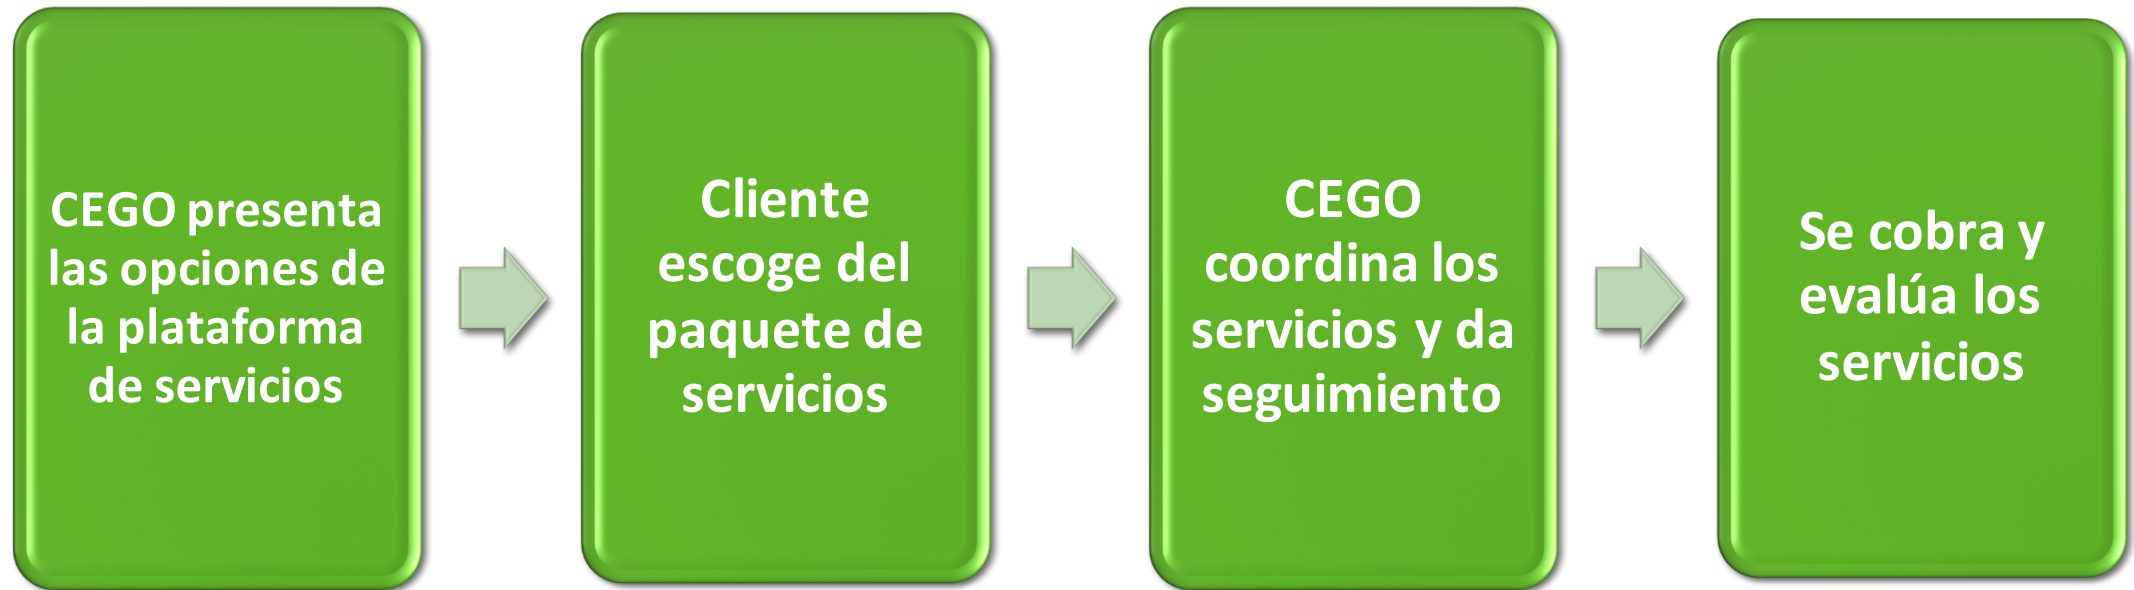 CEGO presenta
las opciones de
la plataforma
de servicios
Cliente
escoge del
paquete de
servicios
CEGO
coordina los
servicios y da
seguimiento
Se cobra y
evalúa los
servicios